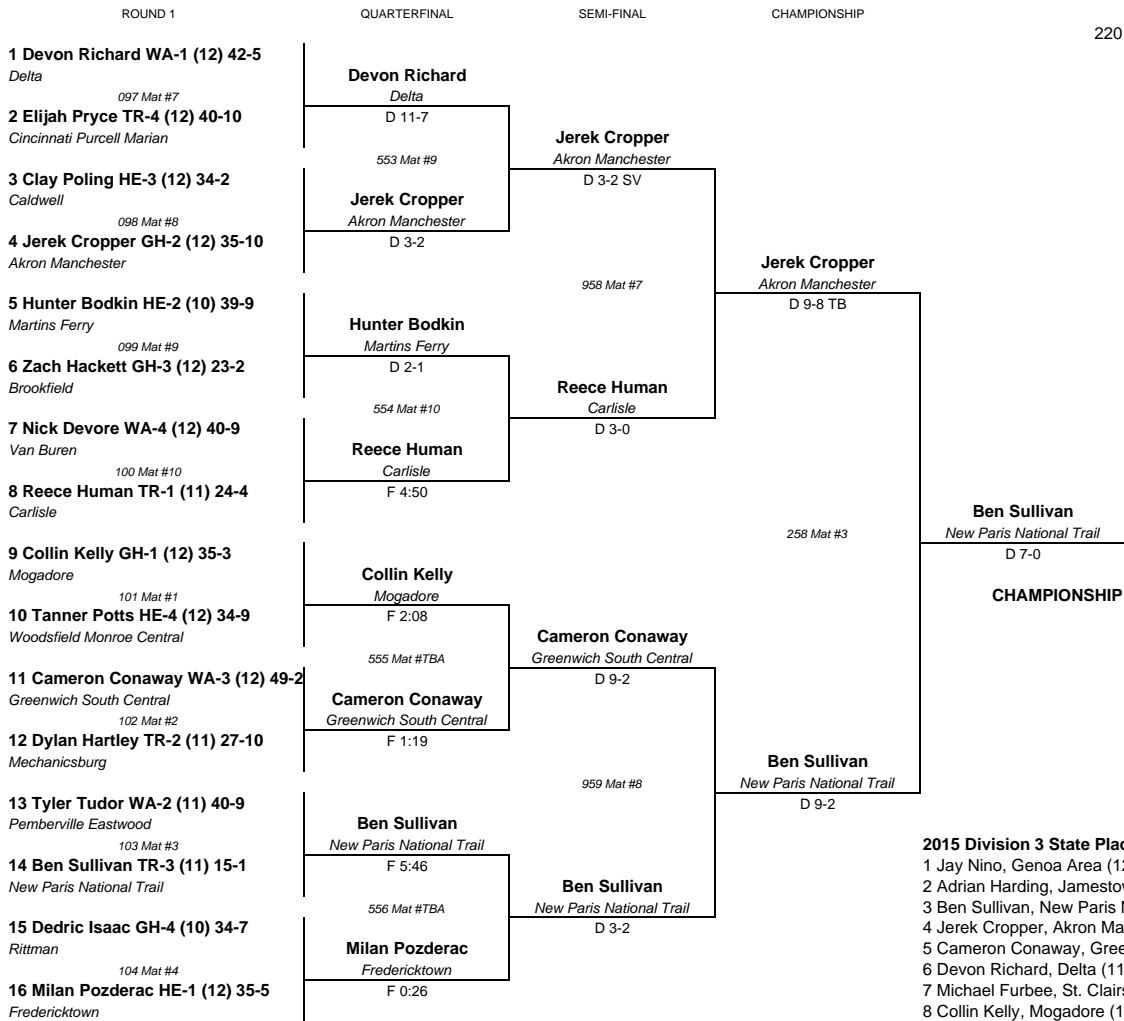 ROUND 1
QUARTERFINAL
SEMI-FINAL
CHAMPIONSHIP
220
1 Devon Richard WA-1 (12) 42-5
Delta
097 Mat #7
2 Elijah Pryce TR-4 (12) 40-10
Cincinnati Purcell Marian
3 Clay Poling HE-3 (12) 34-2
Caldwell
098 Mat #8
4 Jerek Cropper GH-2 (12) 35-10
Akron Manchester
5 Hunter Bodkin HE-2 (10) 39-9
Martins Ferry
099 Mat #9
6 Zach Hackett GH-3 (12) 23-2
Brookfield
7 Nick Devore WA-4 (12) 40-9
Van Buren
100 Mat #10
8 Reece Human TR-1 (11) 24-4
Carlisle
9 Collin Kelly GH-1 (12) 35-3
Mogadore
101 Mat #1
10 Tanner Potts HE-4 (12) 34-9
Woodsfield Monroe Central
11 Cameron Conaway WA-3 (12) 49-2
Greenwich South Central
102 Mat #2
12 Dylan Hartley TR-2 (11) 27-10
Mechanicsburg
13 Tyler Tudor WA-2 (11) 40-9
Pemberville Eastwood
103 Mat #3
14 Ben Sullivan TR-3 (11) 15-1
New Paris National Trail
15 Dedric Isaac GH-4 (10) 34-7
Rittman
104 Mat #4
16 Milan Pozderac HE-1 (12) 35-5
Fredericktown
Devon Richard
Delta
D 11-7
553 Mat #9
Jerek Cropper
Akron Manchester
D 3-2
Hunter Bodkin
Martins Ferry
D 2-1
554 Mat #10
Reece Human
Carlisle
F 4:50
Collin Kelly
Mogadore
F 2:08
555 Mat #TBA
Cameron Conaway
Greenwich South Central
F 1:19
Ben Sullivan
New Paris National Trail
F 5:46
556 Mat #TBA
Milan Pozderac
Fredericktown
F 0:26
Jerek Cropper
Akron Manchester
D 3-2 SV
958 Mat #7
Reece Human
Carlisle
D 3-0
Cameron Conaway
Greenwich South Central
D 9-2
959 Mat #8
Ben Sullivan
New Paris National Trail
D 3-2
Jerek Cropper
Akron Manchester
D 9-8 TB
258 Mat #3
Ben Sullivan
New Paris National Trail
D 9-2
Ben Sullivan
New Paris National Trail
D 7-0
CHAMPIONSHIP
2015 Division 3 State Plac
1 Jay Nino, Genoa Area (12
2 Adrian Harding, Jamestow
3 Ben Sullivan, New Paris N
4 Jerek Cropper, Akron Ma
5 Cameron Conaway, Gree
6 Devon Richard, Delta (11
7 Michael Furbee, St. Clairs
8 Collin Kelly, Mogadore (1